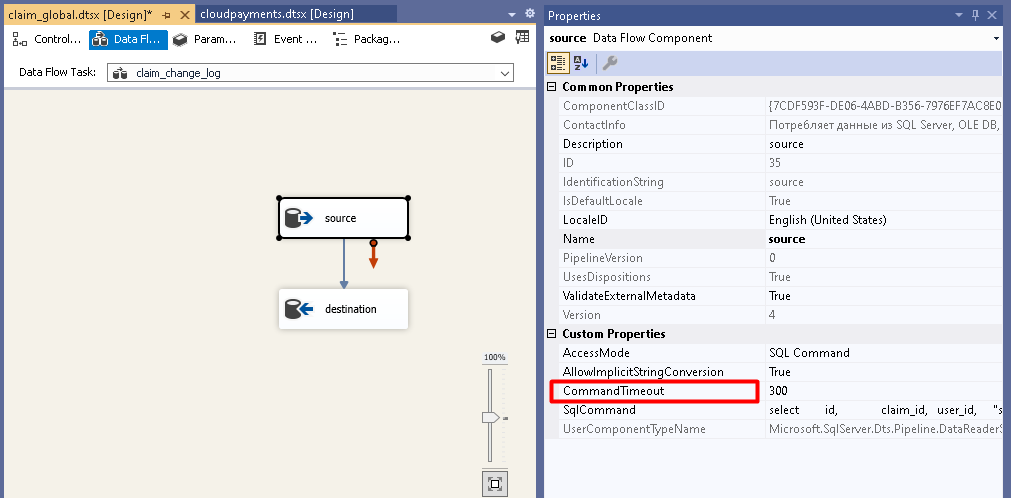 claim_global.dtsx [Design]*
cloudpayments.dtsx [Design]
Control...
Data Fl...
Param...
Event ...
Packag...
Data Flow Task:
claim_change_log
source
destination
100%
Properties
source Data Flow Component
Common Properties
ComponentClassID {7CDF593F-DE06-4ABD-B356-7976EF7AC8E0
ContactInfo Потребляет данные из SQL Server, OLE DB,
Description source
ID 35
IdentificationString source
IsDefaultLocale True
LocaleID English (United States)
Name source
PipelineVersion 0
UsesDispositions True
ValidateExternalMetadata True
Version 4
Custom Properties
AccessMode SQL Command
AllowImplicitStringConversion True
CommandTimeout 300
SqlCommand select id, claim_id, user_id, "s
UserComponentTypeName Microsoft.SqlServer.Dts.Pipeline.DataReaderS